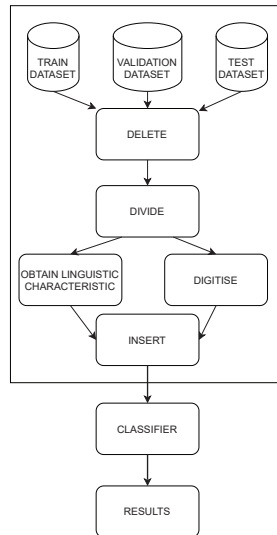 TRAIN
DATASET
VALIDATION
DATASET
TEST
DATASET
DELETE
DIVIDE
OBTAIN LINGUISTIC
CHARACTERISTIC
DIGITISE
INSERT
CLASSIFIER
RESULTS